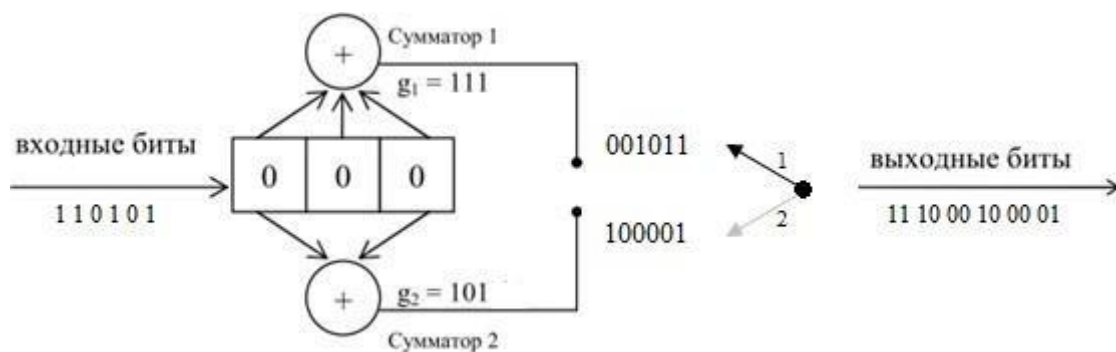 Сумматор 1
g₁ = 111
входные биты
1 1 0 1 0 1
0 0 0
001011
100001
1
2
выходные биты
11 10 00 10 00 01
g₂ = 101
Сумматор 2
+
+